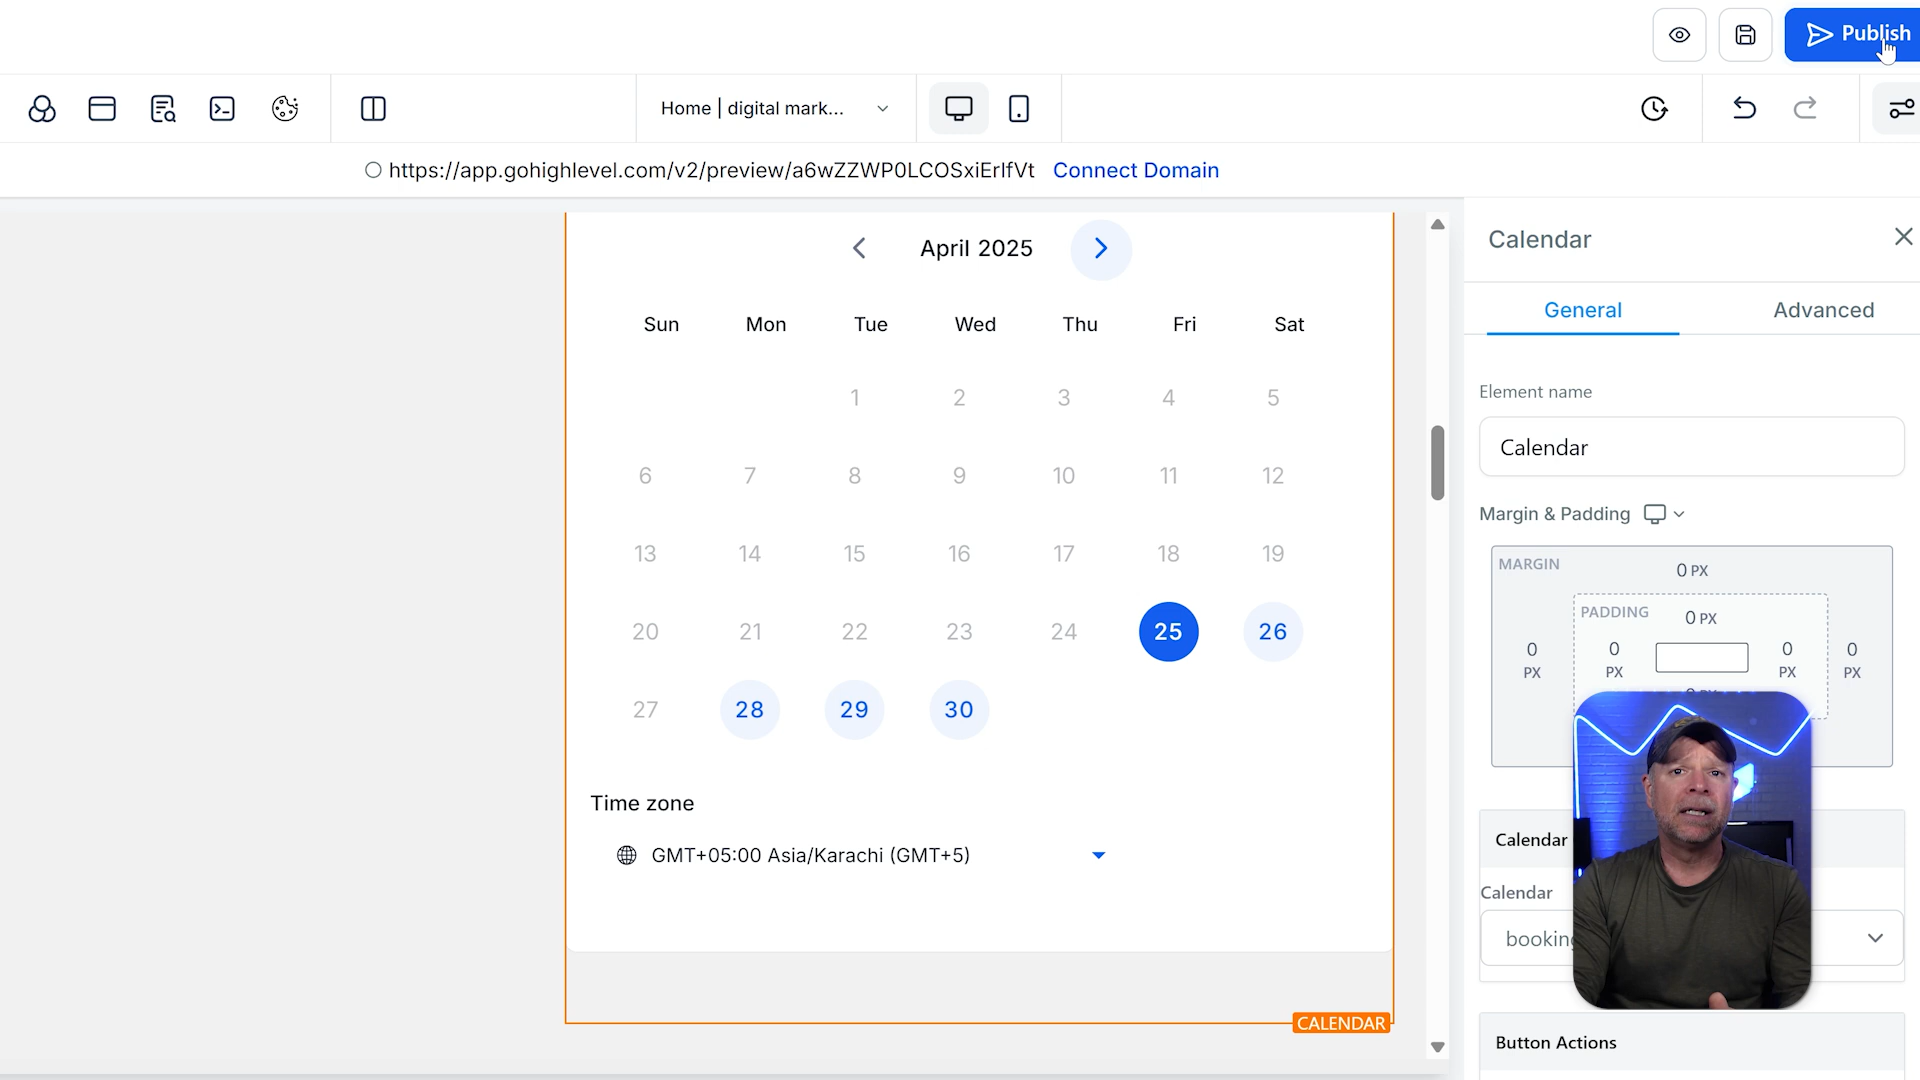 Publish
Home | digital mark...
https://app.gohighlevel.com/v2/preview/a6wZZWP0LCOSxiErIfVt Connect Domain
April 2025
Sun Mon Tue Wed Thu Fri Sat
1 2 3 4 5
6 7 8 9 10 11 12
13 14 15 16 17 18 19
20 21 22 23 24 25 26
27 28 29 30
Time zone
GMT+05:00 Asia/Karachi (GMT+5)
CALENDAR
Calendar
General Advanced
Element name
Calendar
Margin & Padding
MARGIN 0 PX
PADDING 0 PX
0 PX 0 PX 0 PX 0 PX
Calendar
Calendar
Button Actions